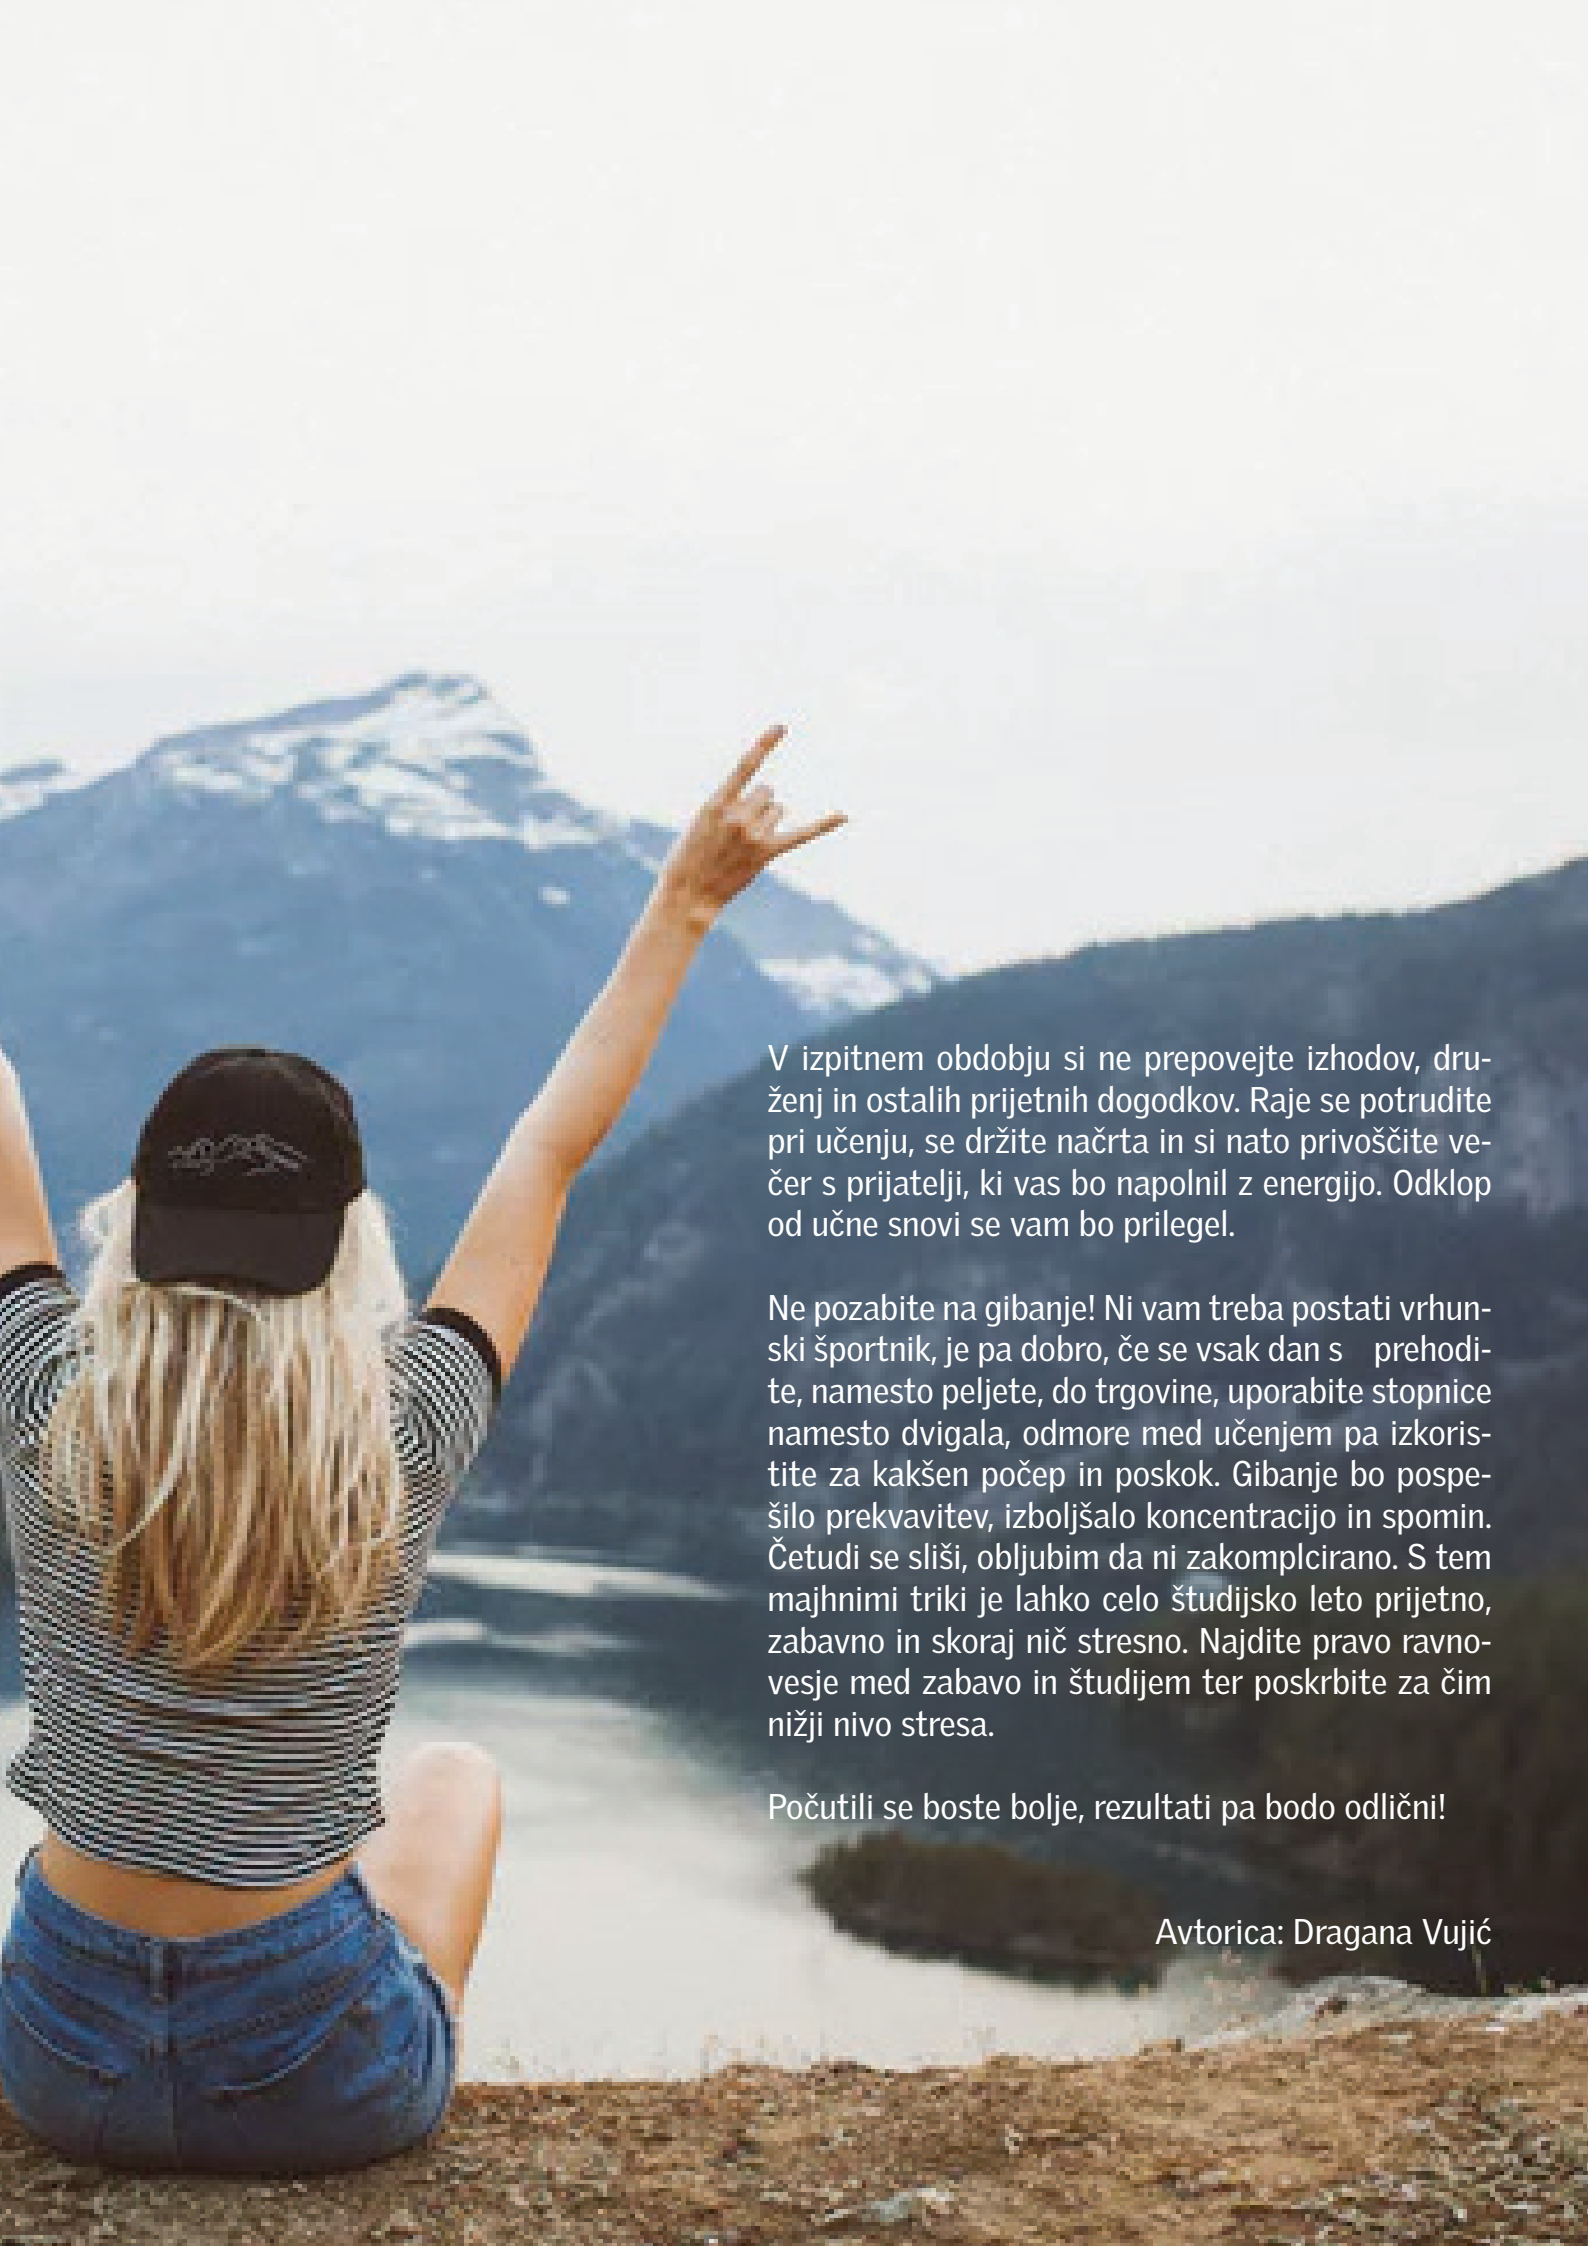 V izpitnem obdobju si ne prepovejte izhodov, dru-
ženj in ostalih prijetnih dogodkov. Raje se potrudite
pri učenju, se držite načrta in si nato privoščite ve-
čer s prijatelji, ki vas bo napolnil z energijo. Odklop
od učne snovi se vam bo prilegel.
Ne pozabite na gibanje! Ni vam treba postati vrhun-
ski športnik, je pa dobro, če se vsak dan s prehodi-
te, namesto peljete, do trgovine, uporabite stopnice
namesto dvigala, odmore med učenjem pa izkoris-
tite za kakšen počep in poskok. Gibanje bo pospe-
šilo prekvavitev, izboljšalo koncentracijo in spomin.
Četudi se sliši, obljubim da ni zakomplcirano. S tem
majhnimi triki je lahko celo študijsko leto prijetno,
zabavno in skoraj nič stresno. Najdite pravo ravno-
vesje med zabavo in študijem ter poskrbite za čim
nižji nivo stresa.
Počutili se boste bolje, rezultati pa bodo odlični!
Avtorica: Dragana Vujić